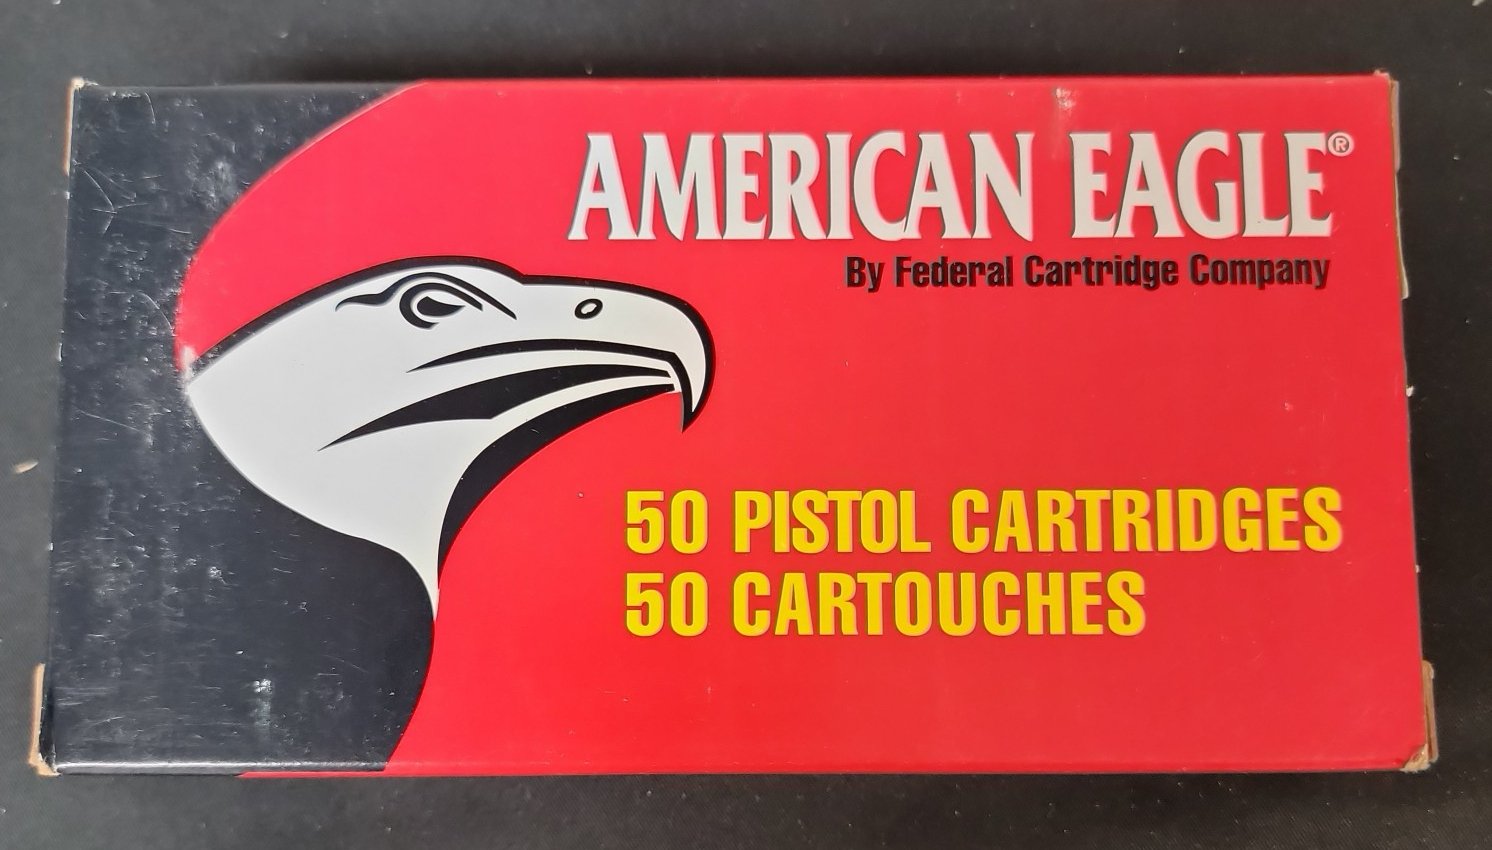 AMERICAN EAGLE®
By Federal Cartridge Company
50 PISTOL CARTRIDGES
50 CARTOUCHES